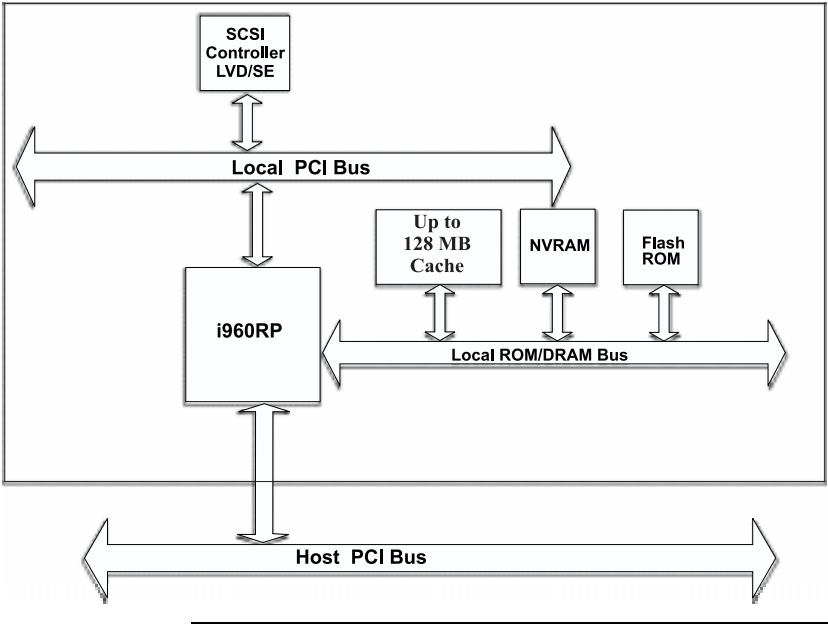 SCSI
Controller
LVD/SE
Local PCI Bus
Up to
128 MB
Cache
NVRAM
Flash
ROM
i960RP
Local ROM/DRAM Bus
Host PCI Bus